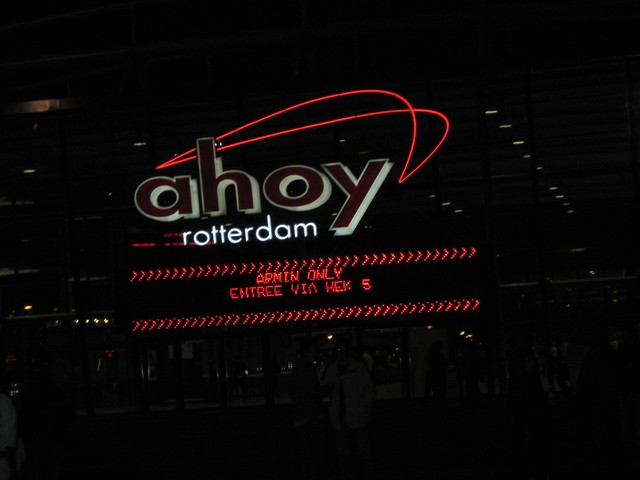 ahoy
rotterdam
ARMIN ONLY
ENTREE VIA HEK 5